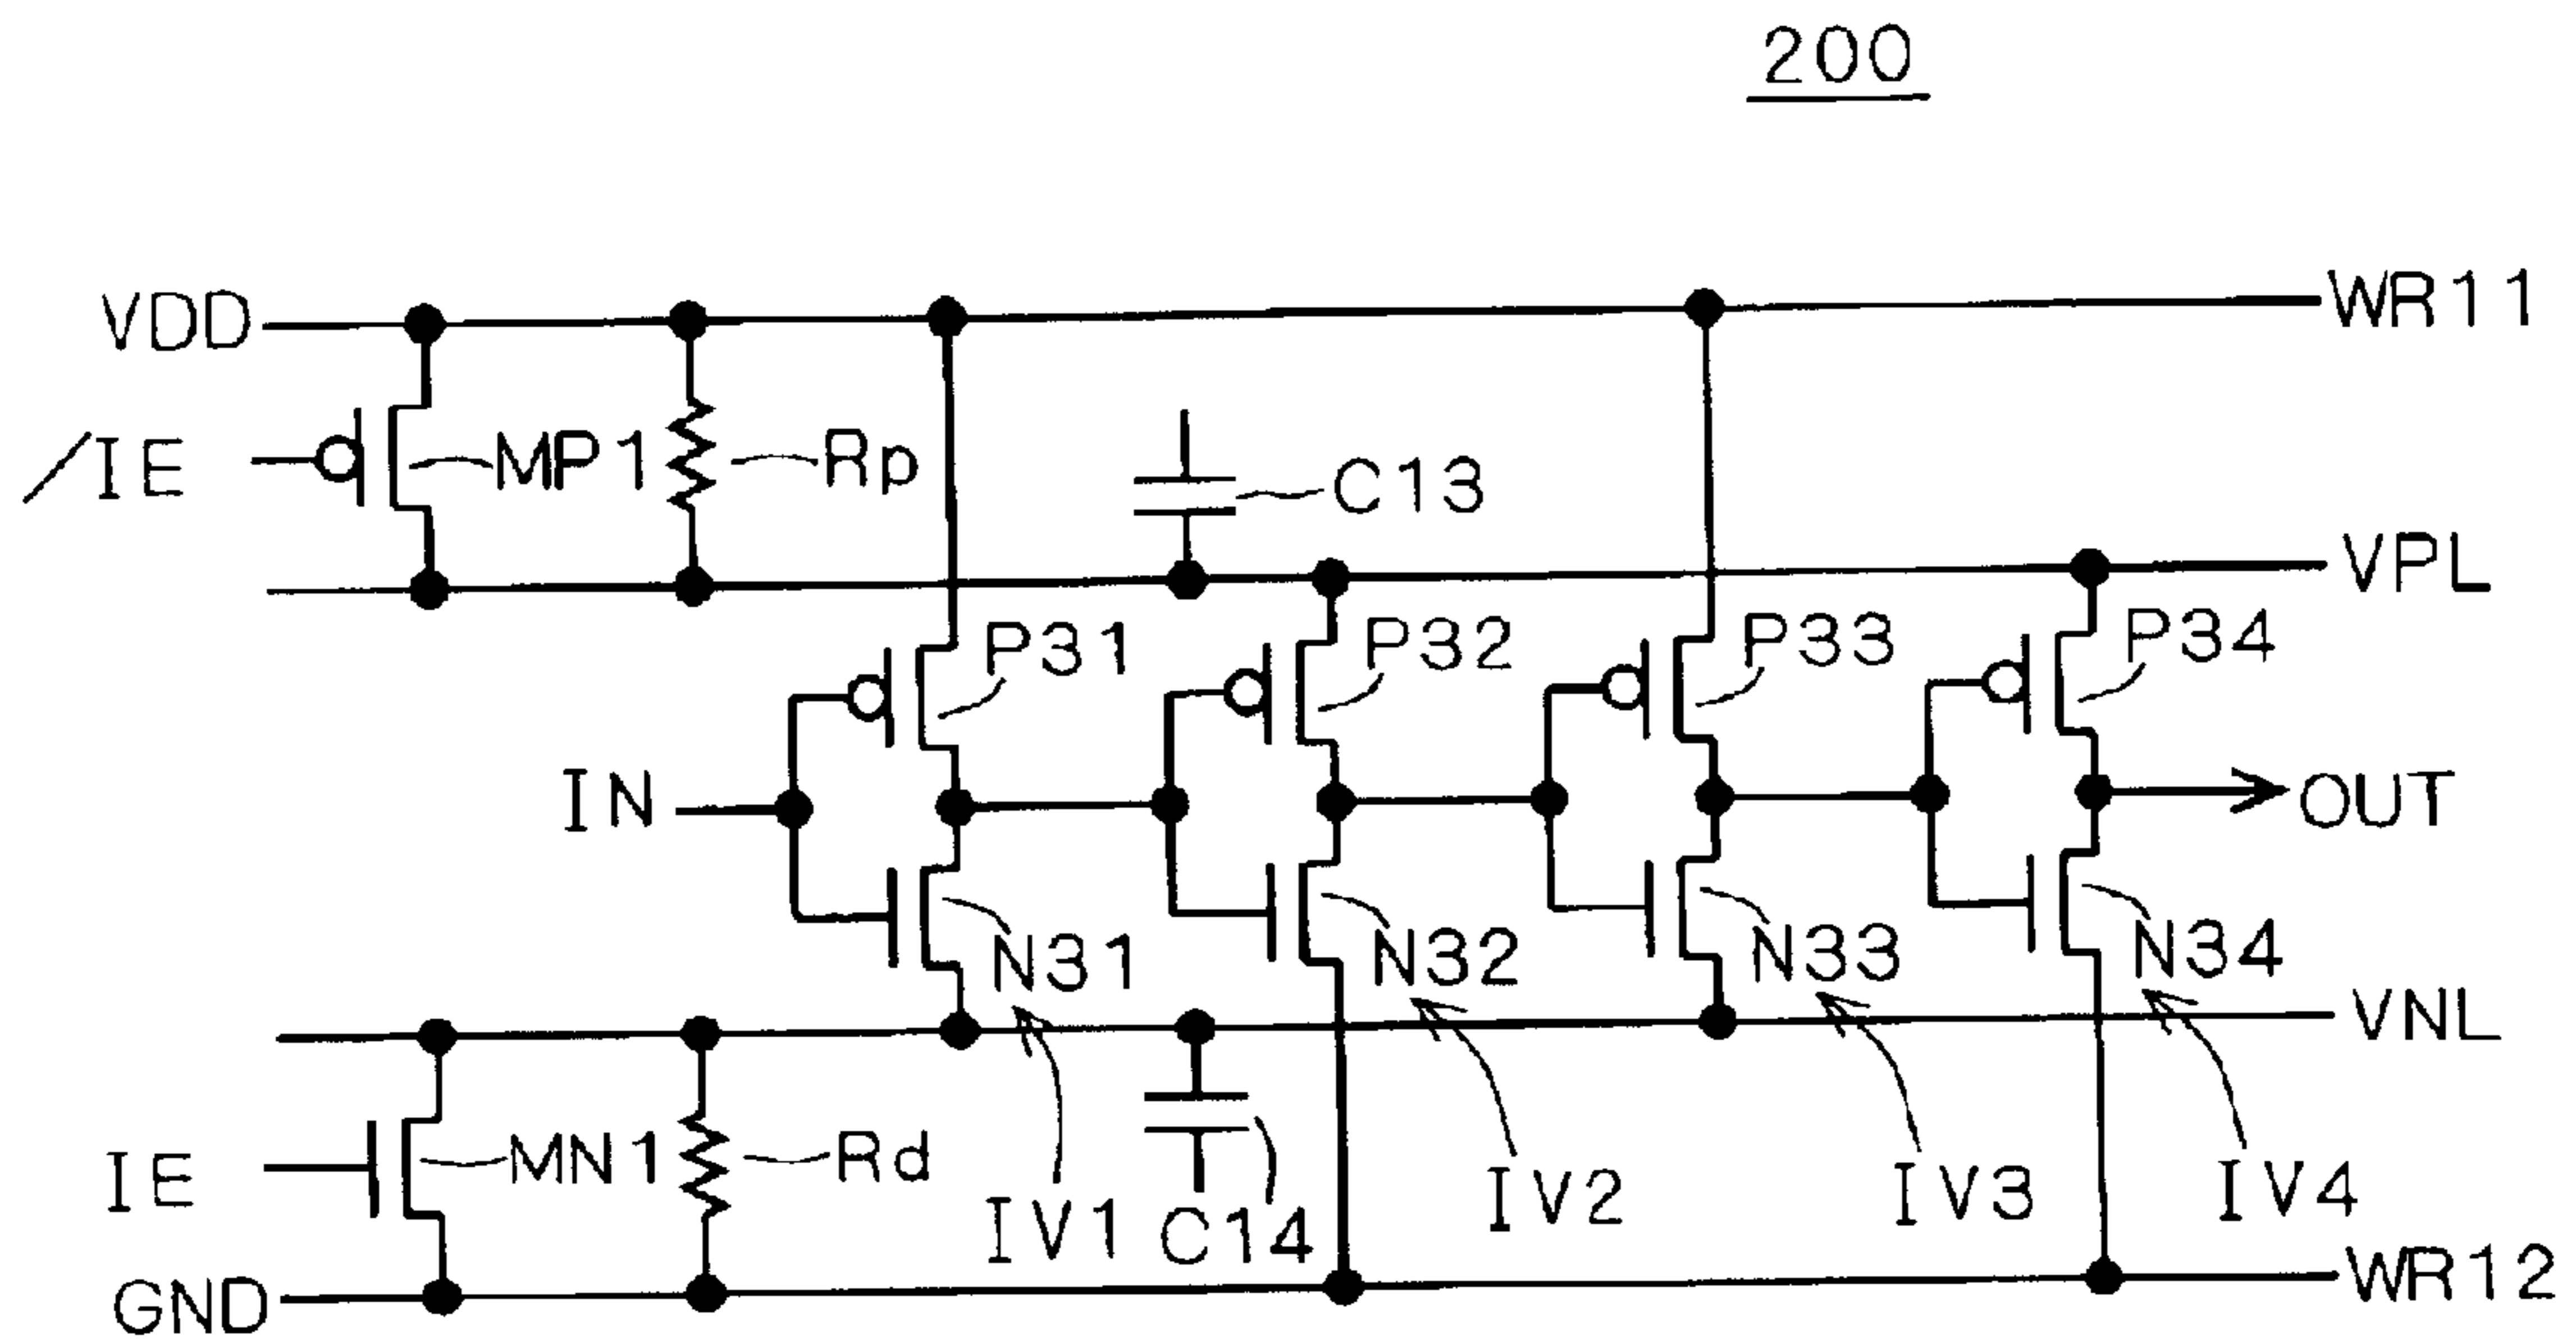 200
VDD
WR11
/IE
MP1
Rp
C13
VPL
P31
P32
P33
P34
IN
OUT
N31
N32
N33
N34
VNL
IE
MN1
Rd
IV1
C14
IV2
IV3
IV4
GND
WR12